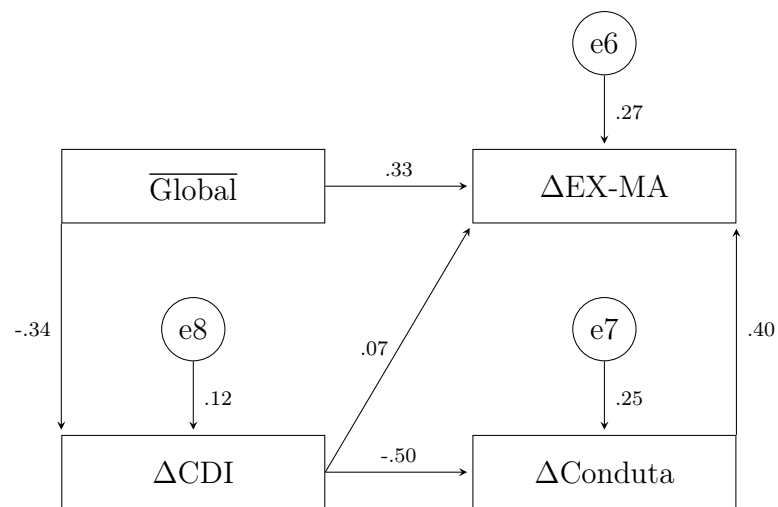 e6
.27
Global
.33
ΔEX-MA
-.34
e8
.07
e7
.40
.12
.25
ΔCDI
-.50
ΔConduta